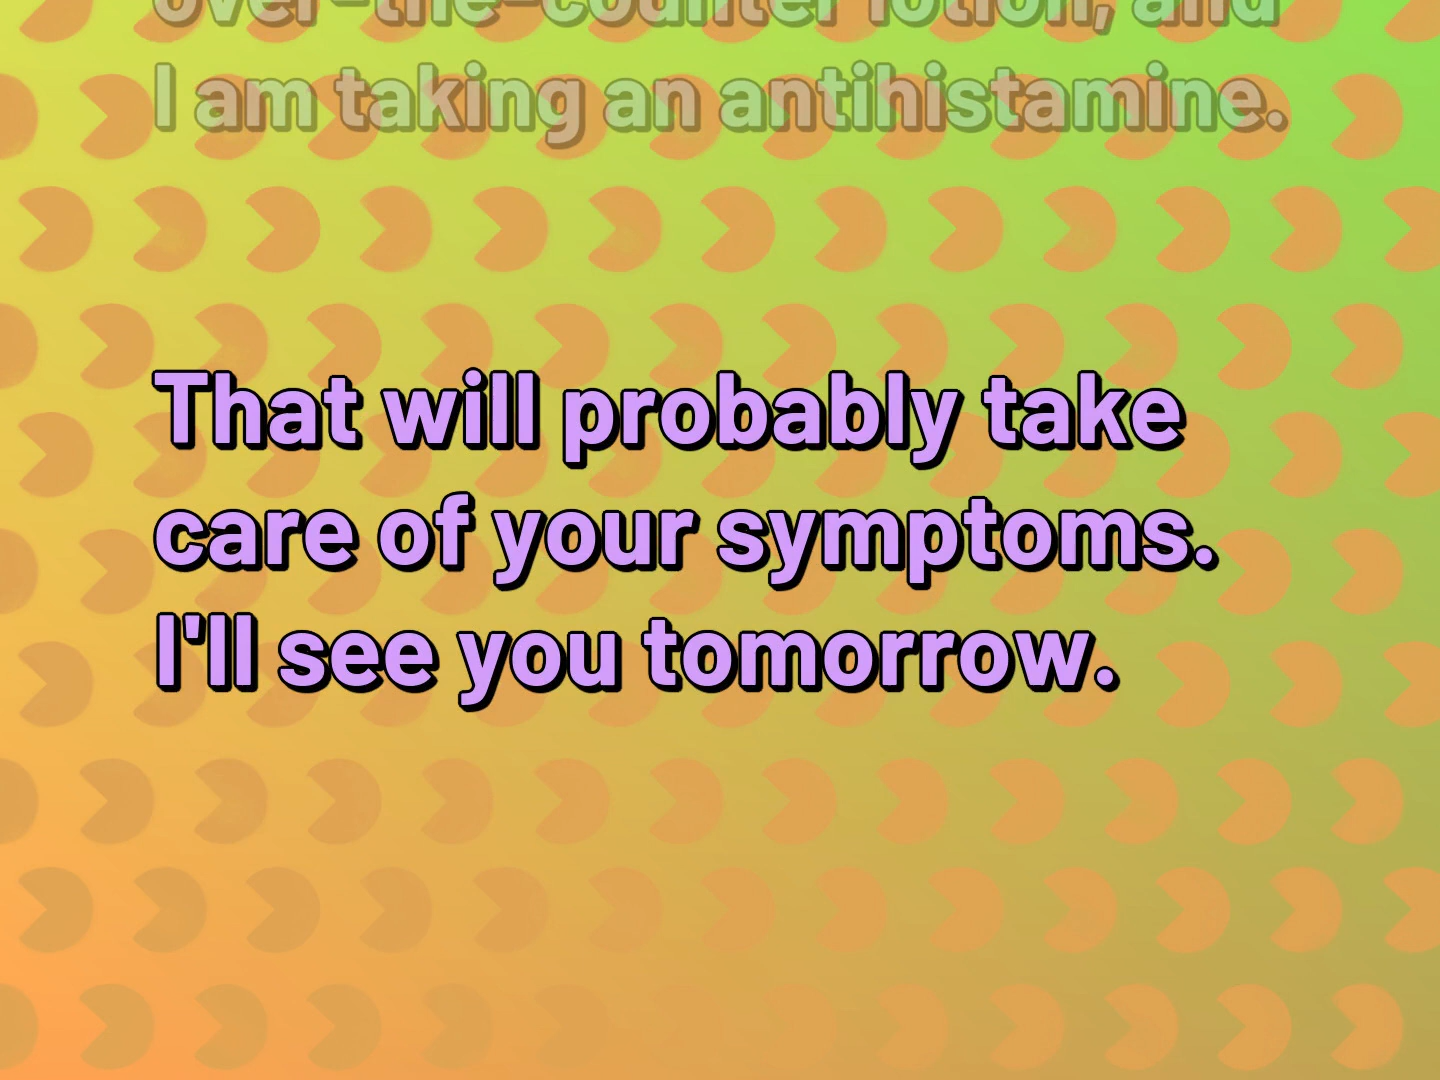 over-the-counter lotion, and
I am taking an antihistamine.
That will probably take
care of your symptoms.
I'll see you tomorrow.